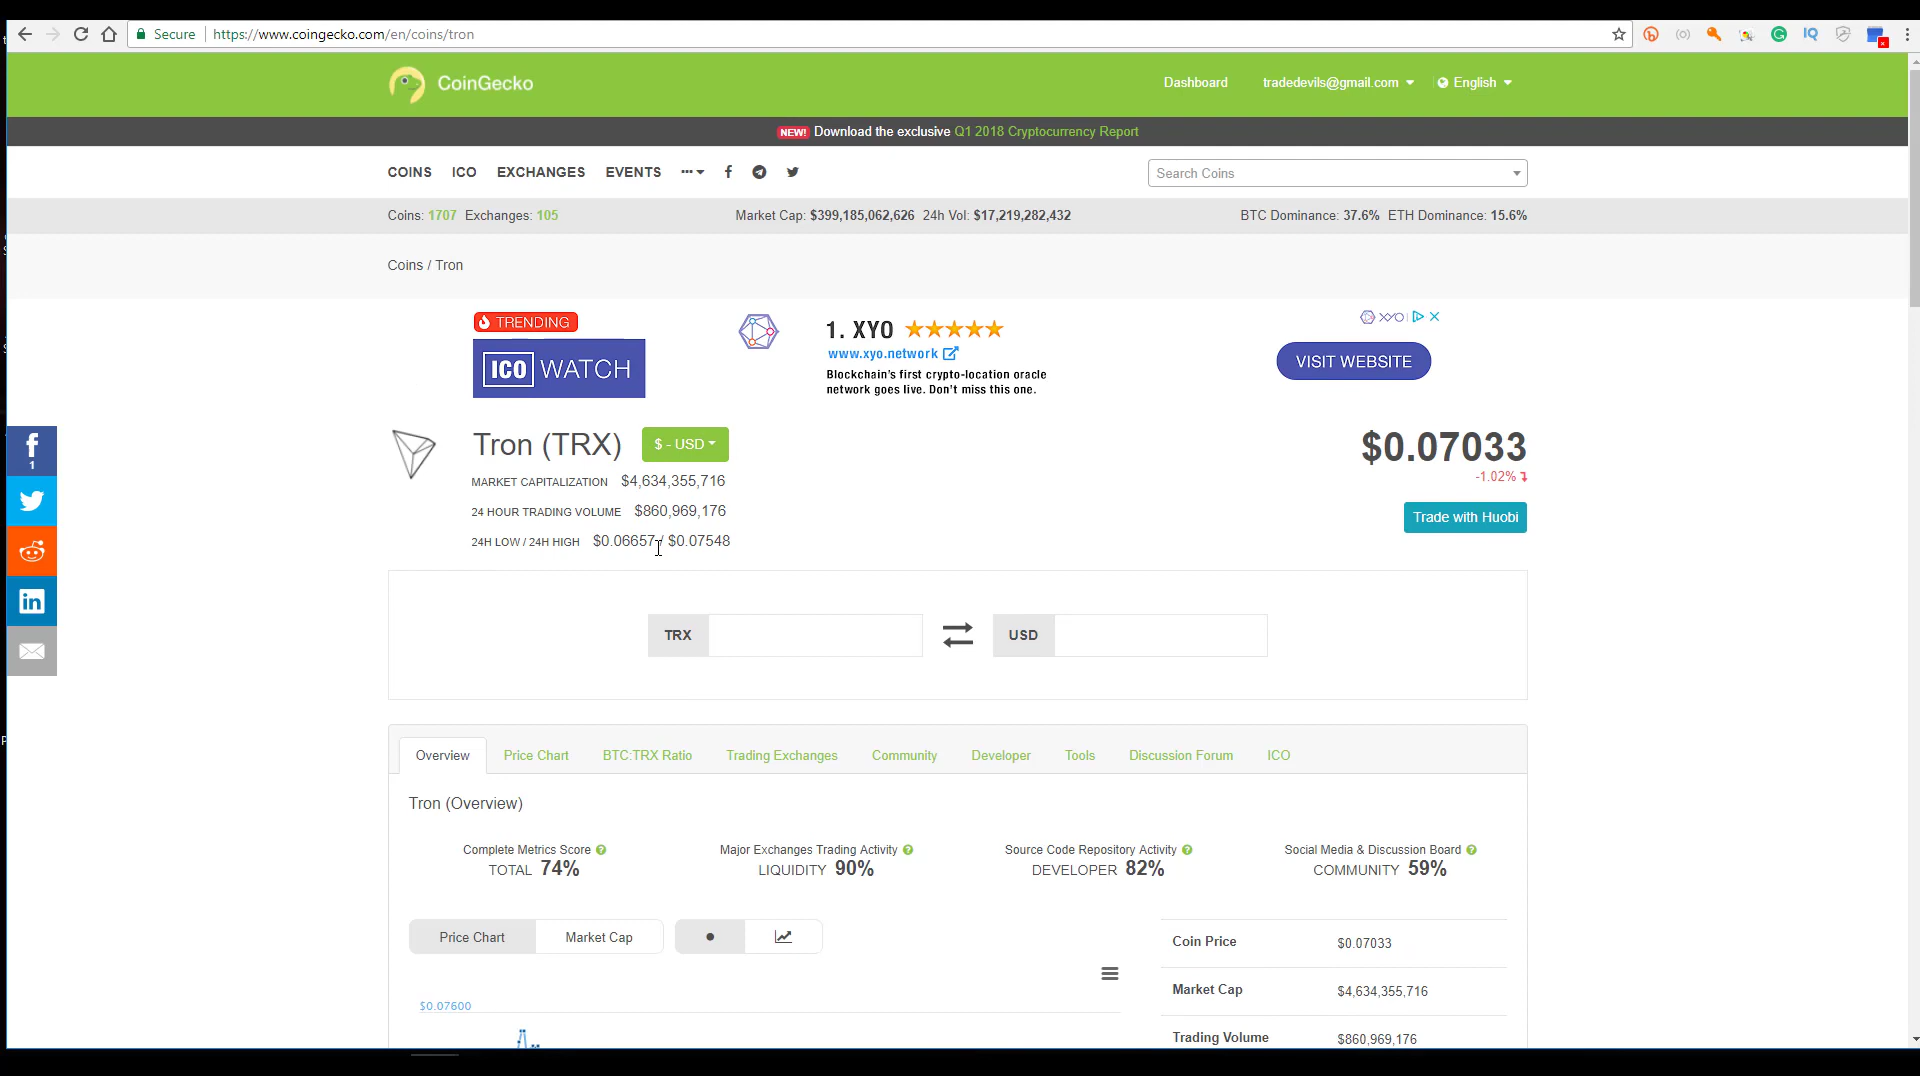 Secure https://www.coingecko.com/en/coins/tron
CoinGecko
Dashboard tradedevils@gmail.com English
NEW! Download the exclusive Q1 2018 Cryptocurrency Report
COINS ICO EXCHANGES EVENTS
Search Coins
Coins: 1707 Exchanges: 105 Market Cap: $399,185,062,626 24h Vol: $17,219,282,432 BTC Dominance: 37.6% ETH Dominance: 15.6%
Coins / Tron
TRENDING
ICO WATCH
1. XYO
www.xyo.network
Blockchain's first crypto-location oracle
network goes live. Don't miss this one.
XYO
VISIT WEBSITE
1
Tron (TRX) $ - USD
$0.07033
-1.02%
MARKET CAPITALIZATION $4,634,355,716
24 HOUR TRADING VOLUME $860,969,176
24H LOW / 24H HIGH $0.06657 / $0.07548
Trade with Huobi
TRX USD
Overview Price Chart BTC:TRX Ratio Trading Exchanges Community Developer Tools Discussion Forum ICO
Tron (Overview)
Complete Metrics Score Major Exchanges Trading Activity Source Code Repository Activity Social Media & Discussion Board
TOTAL 74% LIQUIDITY 90% DEVELOPER 82% COMMUNITY 59%
Price Chart Market Cap
Coin Price $0.07033
Market Cap $4,634,355,716
$0.07600
Trading Volume $860,969,176